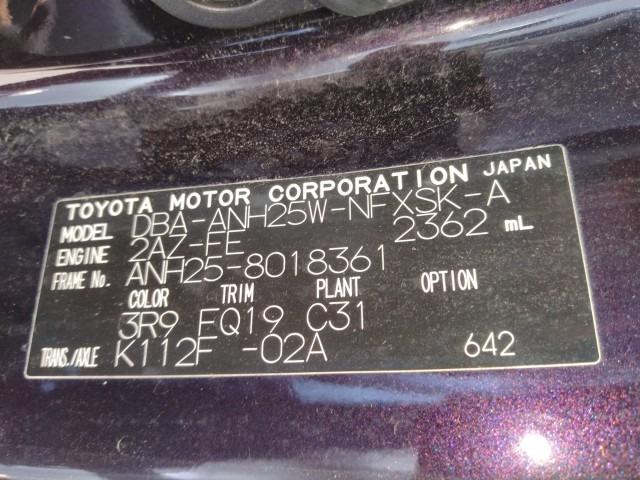 TOYOTA MOTOR CORPORATION JAPAN
MODEL DBA-ANH25W-NFXSK-A
ENGINE 2AZ-FE 2362 mL
FRAME No. ANH25-8018361
COLOR TRIM PLANT OPTION
3R9 FQ19 C31
TRANS./AXLE K112F -02A 642